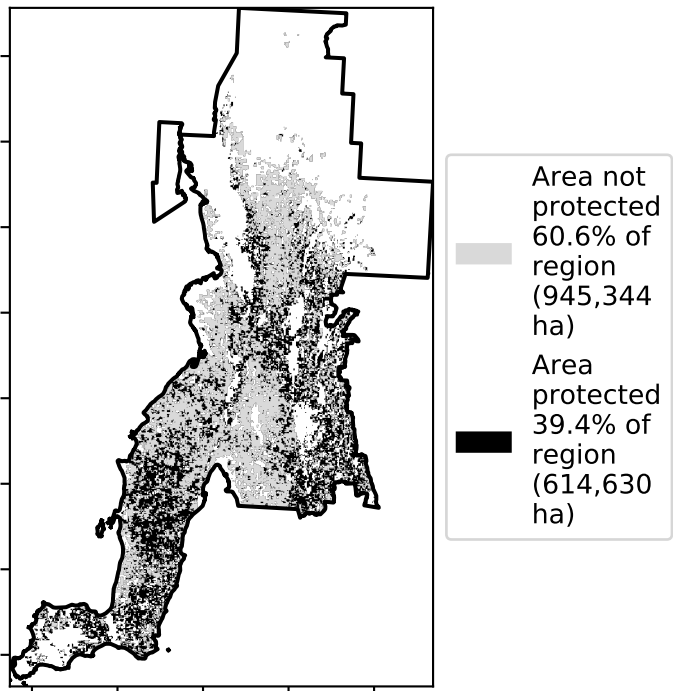 Area not
protected
60.6% of
region
(945,344
ha)
Area
protected
39.4% of
region
(614,630
ha)